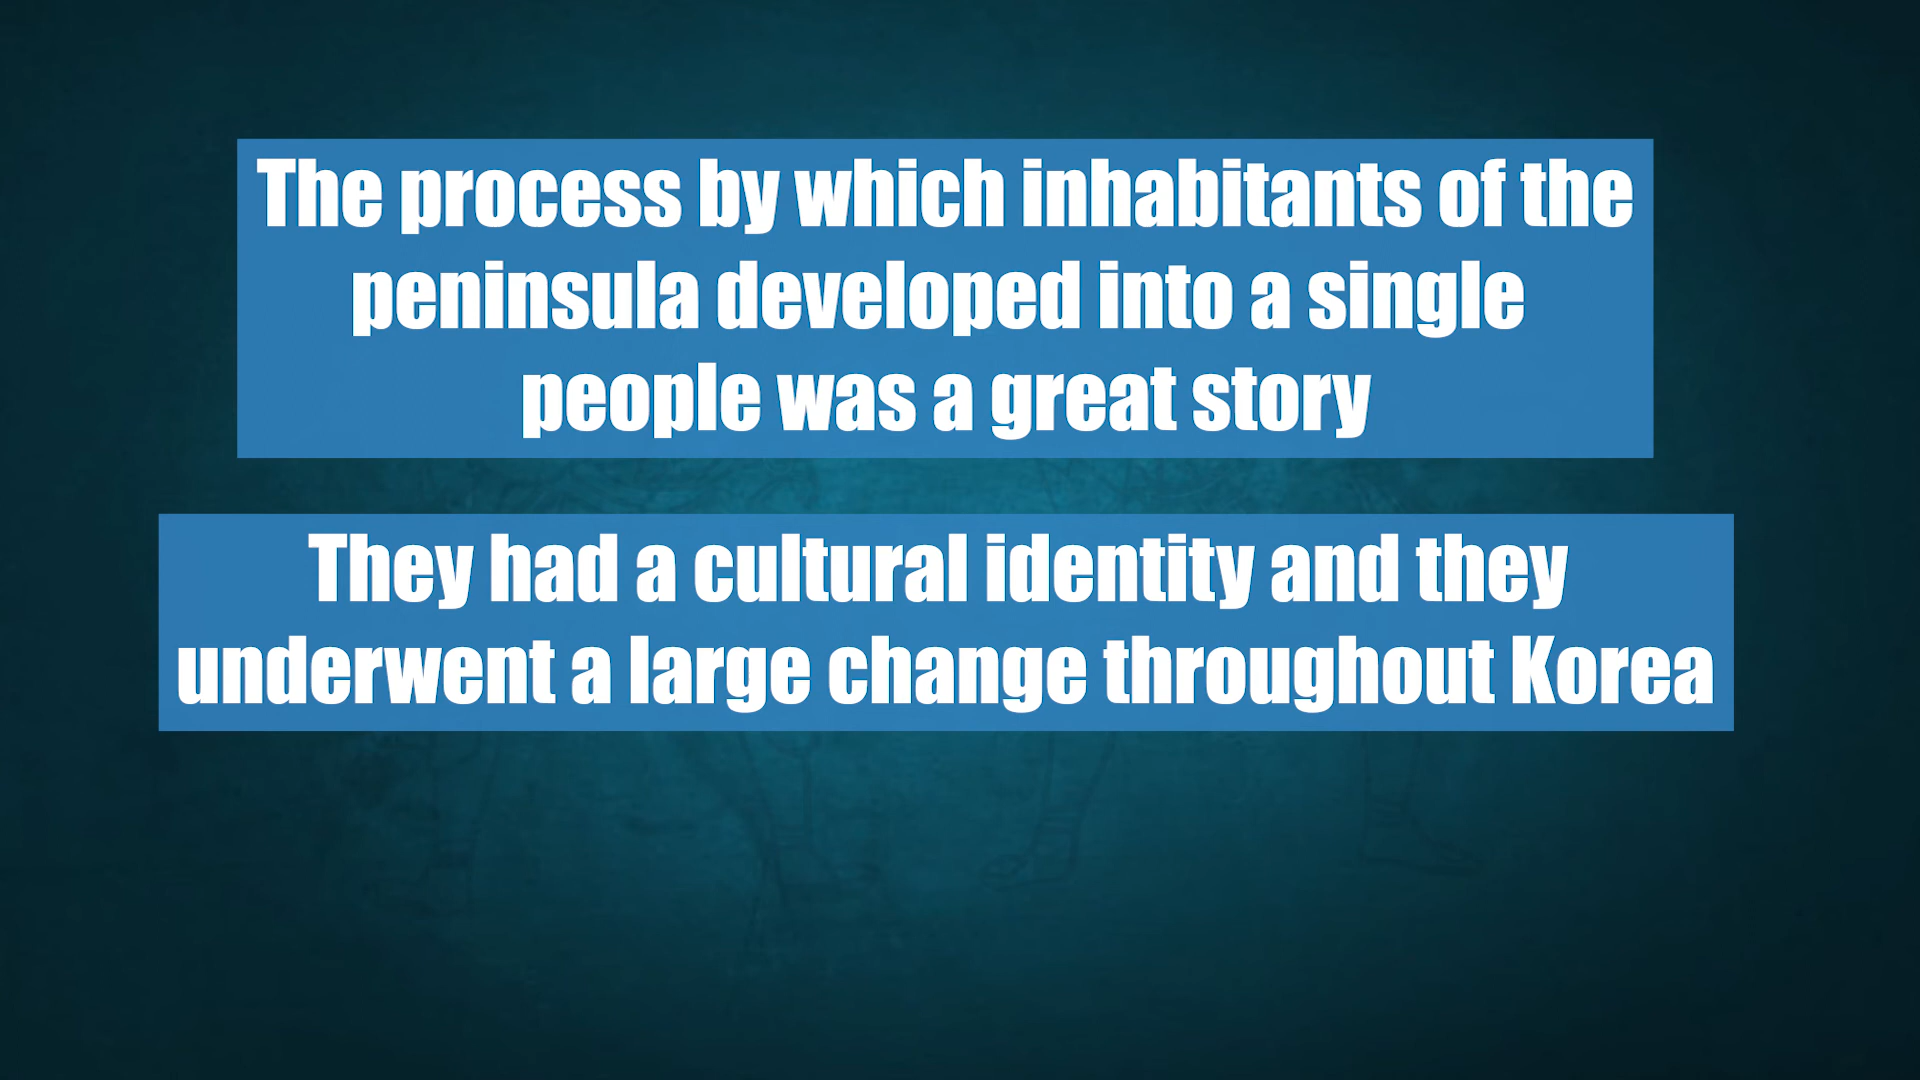 The process by which inhabitants of the
peninsula developed into a single
people was a great story
They had a cultural identity and they
underwent a large change throughout Korea